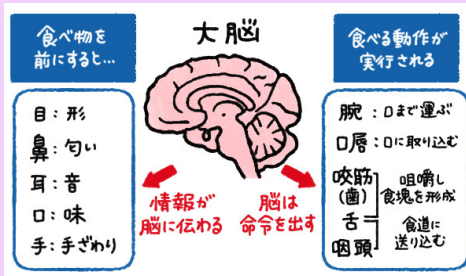 食べ物を
前にすると…
大脳
食べる動作が
実行される
目：形
鼻：匂い
耳：音
口：味
手：手ざわり
情報が
脳に伝わる
脳は
命令を出す
腕：口まで運ぶ
口唇：口に取り込む
咬筋
(歯)
舌
咽頭
咀嚼し
食塊を形成
食道に
送り込む